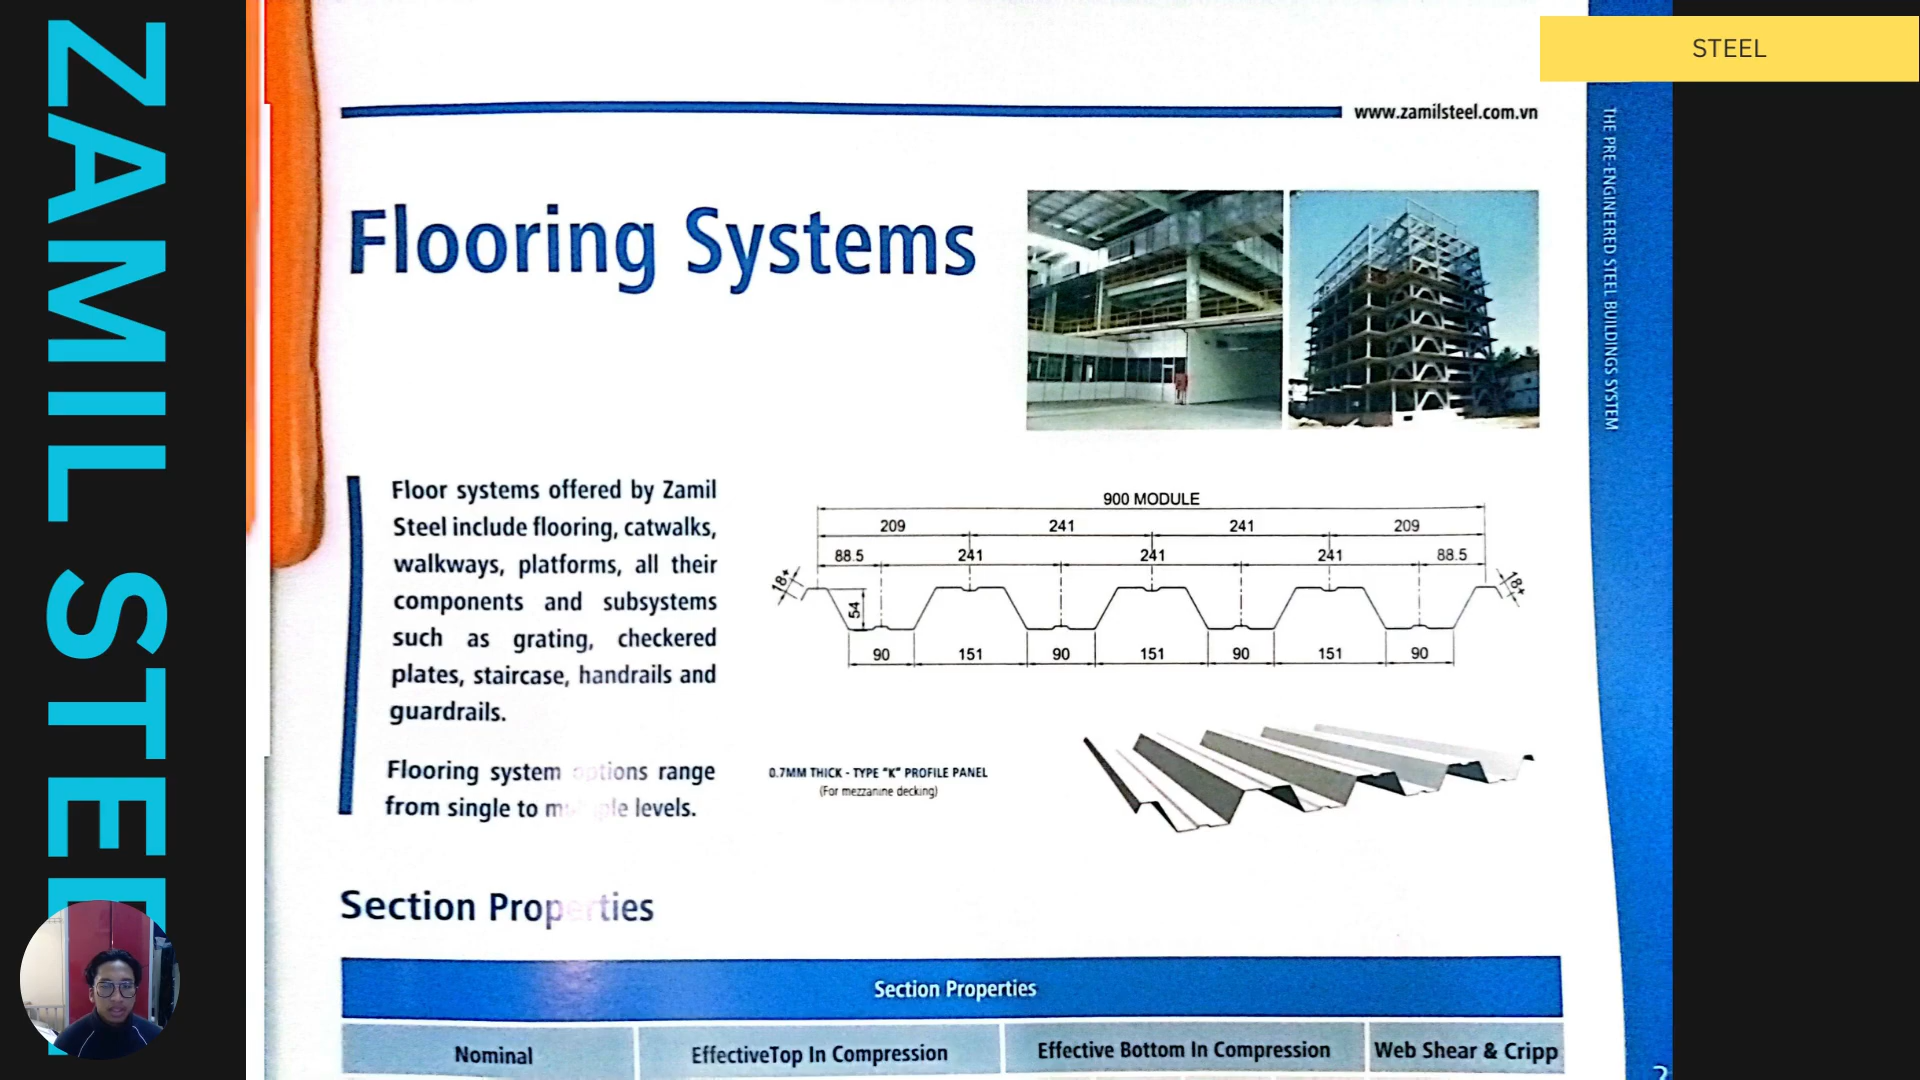 ZAMIL STEEL
STEEL
www.zamilsteel.com.vn
THE PRE-ENGINEERED STEEL BUILDINGS SYSTEM
Flooring Systems
Floor systems offered by Zamil
Steel include flooring, catwalks,
walkways, platforms, all their
components and subsystems
such as grating, checkered
plates, staircase, handrails and
guardrails.
Flooring system options range
from single to multiple levels.
900 MODULE
209 241 241 209
88.5 241 241 241 88.5
18+ 54 18+
90 151 90 151 90 151 90
0.7MM THICK - TYPE "K" PROFILE PANEL
(For mezzanine decking)
Section Properties
Section Properties
Nominal EffectiveTop In Compression Effective Bottom In Compression Web Shear & Cripp